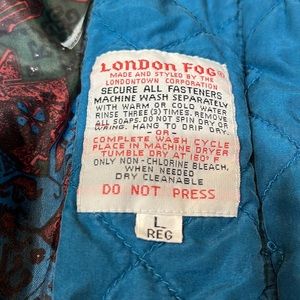 LONDON FOG®
MADE AND STYLED BY THE
LONDONTOWN CORPORATION
SECURE ALL FASTENERS
MACHINE WASH SEPARATELY
WITH WARM OR COLD WATER
RINSE THREE (3) TIMES. REMOVE
ALL SOAPS. DO NOT SPIN DRY OR
WRING. HANG TO DRIP DRY.
- OR -
COMPLETE WASH CYCLE
PLACE IN MACHINE DRYER
TUMBLE DRY AT 150° F
ONLY NON-CHLORINE BLEACH,
WHEN NEEDED
DRY CLEANABLE
DO NOT PRESS
L
REG